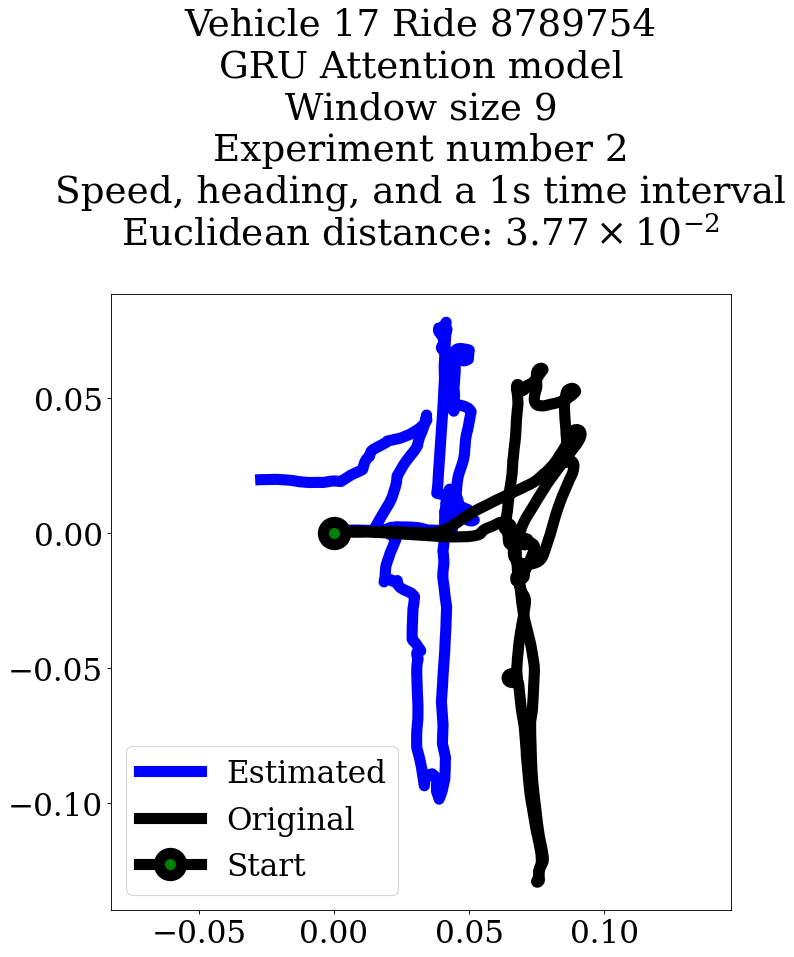 Vehicle 17 Ride 8789754
GRU Attention model
Window size 9
Experiment number 2
Speed, heading, and a 1s time interval
Euclidean distance: 3.77 × 10⁻²
0.05
0.00
−0.05
−0.10
Estimated
Original
Start
−0.05 0.00 0.05 0.10